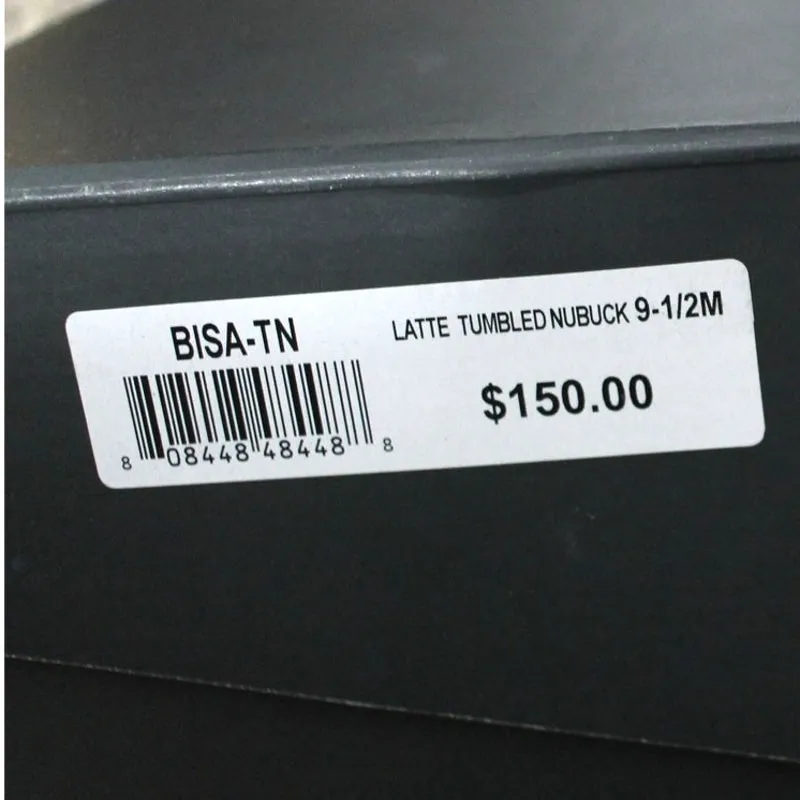 BISA-TN
LATTE TUMBLED NUBUCK 9-1/2M
$150.00
8 08448 48448 8